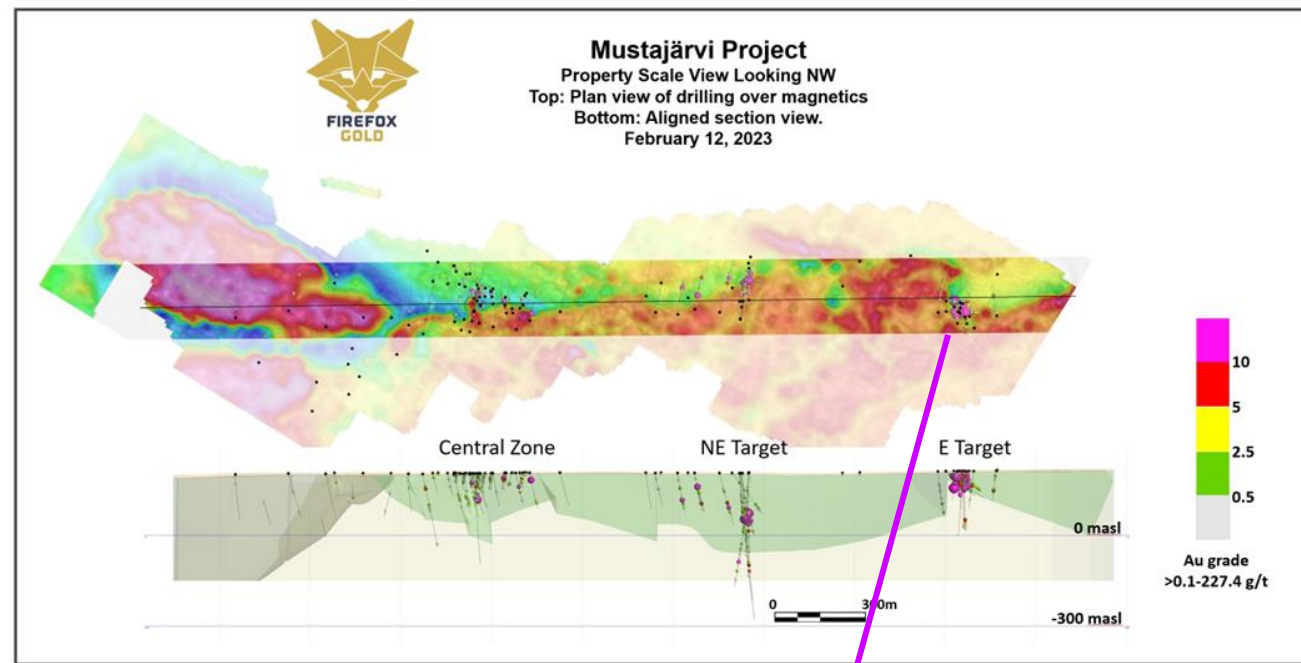 FIREFOX
GOLD
Mustajärvi Project
Property Scale View Looking NW
Top: Plan view of drilling over magnetics
Bottom: Aligned section view.
February 12, 2023
Central Zone
NE Target
E Target
10
5
2.5
0.5
Au grade
>0.1-227.4 g/t
0 masl
0 300m
-300 masl